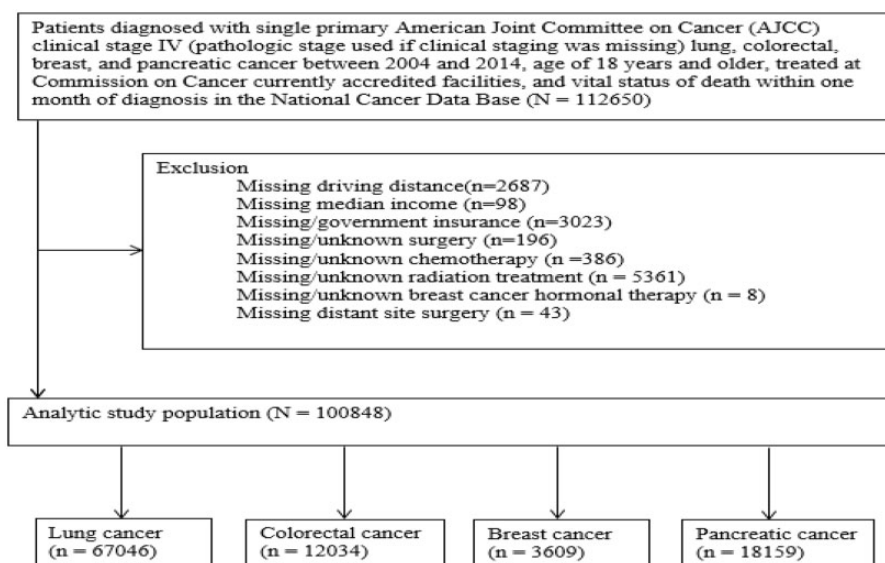 Patients diagnosed with single primary American Joint Committee on Cancer (AJCC)
clinical stage IV (pathologic stage used if clinical staging was missing) lung, colorectal,
breast, and pancreatic cancer between 2004 and 2014, age of 18 years and older, treated at
Commission on Cancer currently accredited facilities, and vital status of death within one
month of diagnosis in the National Cancer Data Base (N = 112650)
Exclusion
Missing driving distance(n=2687)
Missing median income (n=98)
Missing/government insurance (n=3023)
Missing/unknown surgery (n=196)
Missing/unknown chemotherapy (n =386)
Missing/unknown radiation treatment (n = 5361)
Missing/unknown breast cancer hormonal therapy (n = 8)
Missing distant site surgery (n = 43)
Analytic study population (N = 100848)
Lung cancer
(n = 67046)
Colorectal cancer
(n = 12034)
Breast cancer
(n = 3609)
Pancreatic cancer
(n = 18159)